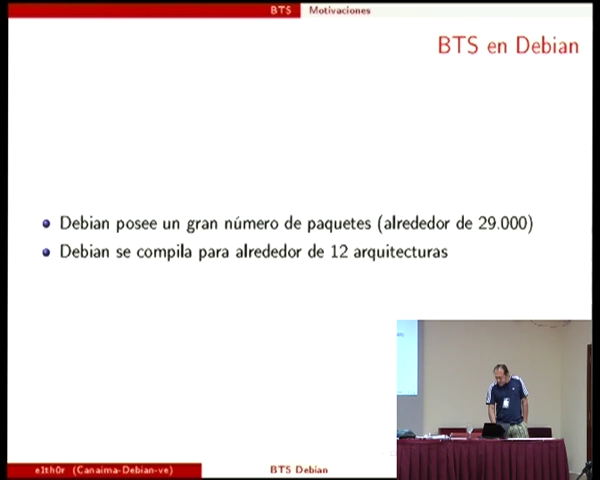 BTS Motivaciones
BTS en Debian
Debian posee un gran número de paquetes (alrededor de 29.000)
Debian se compila para alrededor de 12 arquitecturas
e1th0r (Canaima-Debian-ve)
BTS Debian